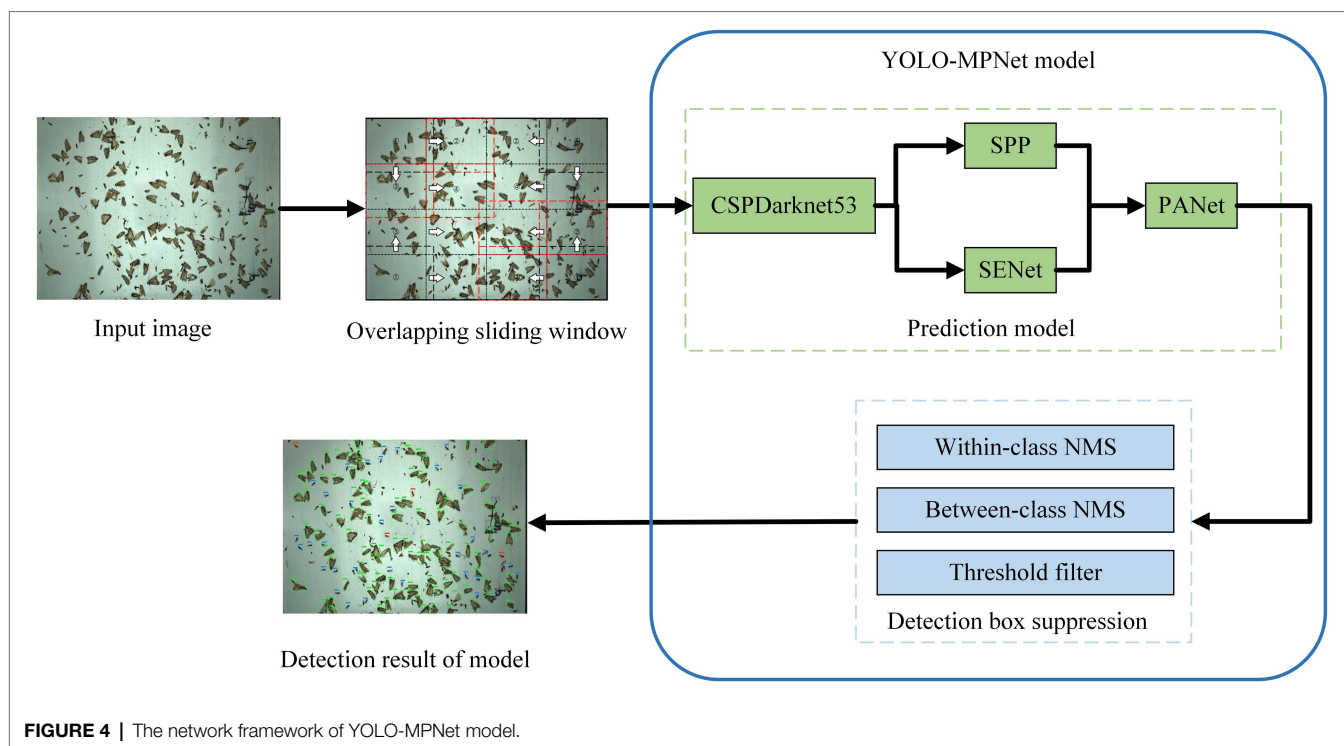 YOLO-MPNet model
SPP
CSPDarknet53
PANet
SENet
Input image
Overlapping sliding window
Prediction model
Within-class NMS
Between-class NMS
Threshold filter
Detection box suppression
Detection result of model
FIGURE 4 | The network framework of YOLO-MPNet model.